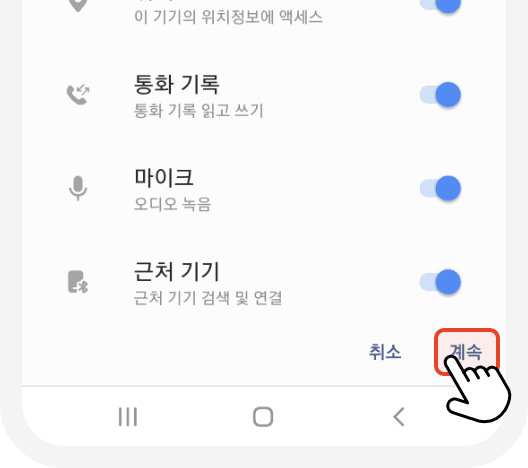 이 기기의 위치정보에 액세스
통화 기록
통화 기록 읽고 쓰기
마이크
오디오 녹음
근처 기기
근처 기기 검색 및 연결
취소
계속